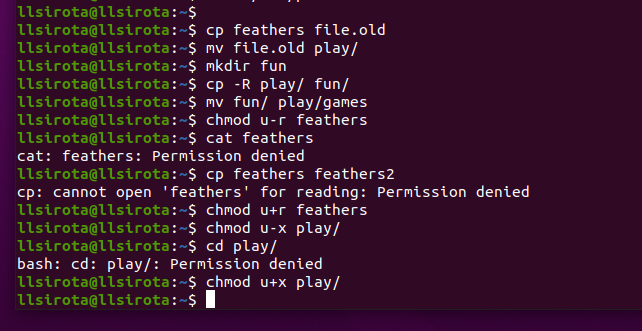 llsirota@llsirota:~$
llsirota@llsirota:~$ cp feathers file.old
llsirota@llsirota:~$ mv file.old play/
llsirota@llsirota:~$ mkdir fun
llsirota@llsirota:~$ cp -R play/ fun/
llsirota@llsirota:~$ mv fun/ play/games
llsirota@llsirota:~$ chmod u-r feathers
llsirota@llsirota:~$ cat feathers
cat: feathers: Permission denied
llsirota@llsirota:~$ cp feathers feathers2
cp: cannot open 'feathers' for reading: Permission denied
llsirota@llsirota:~$ chmod u+r feathers
llsirota@llsirota:~$ chmod u-x play/
llsirota@llsirota:~$ cd play/
bash: cd: play/: Permission denied
llsirota@llsirota:~$ chmod u+x play/
llsirota@llsirota:~$